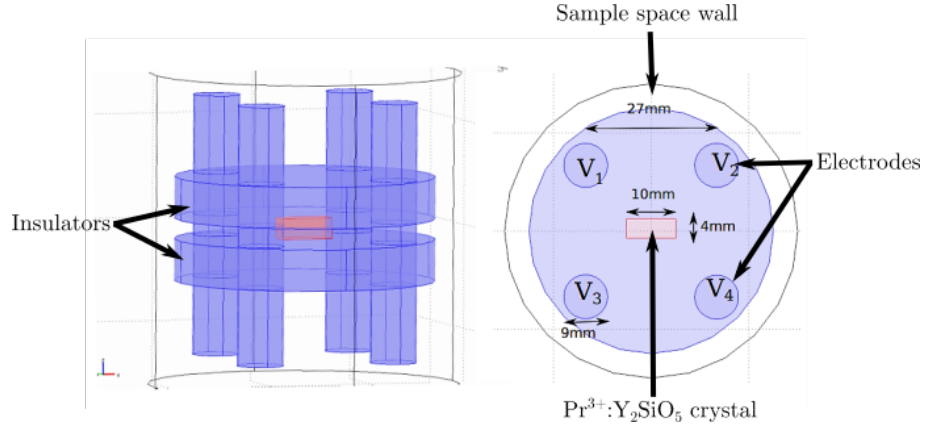 Sample space wall
27mm
V₁
V₂
Electrodes
10mm
Insulators
4mm
V₃
V₄
9mm
Pr³⁺:Y₂SiO₅ crystal